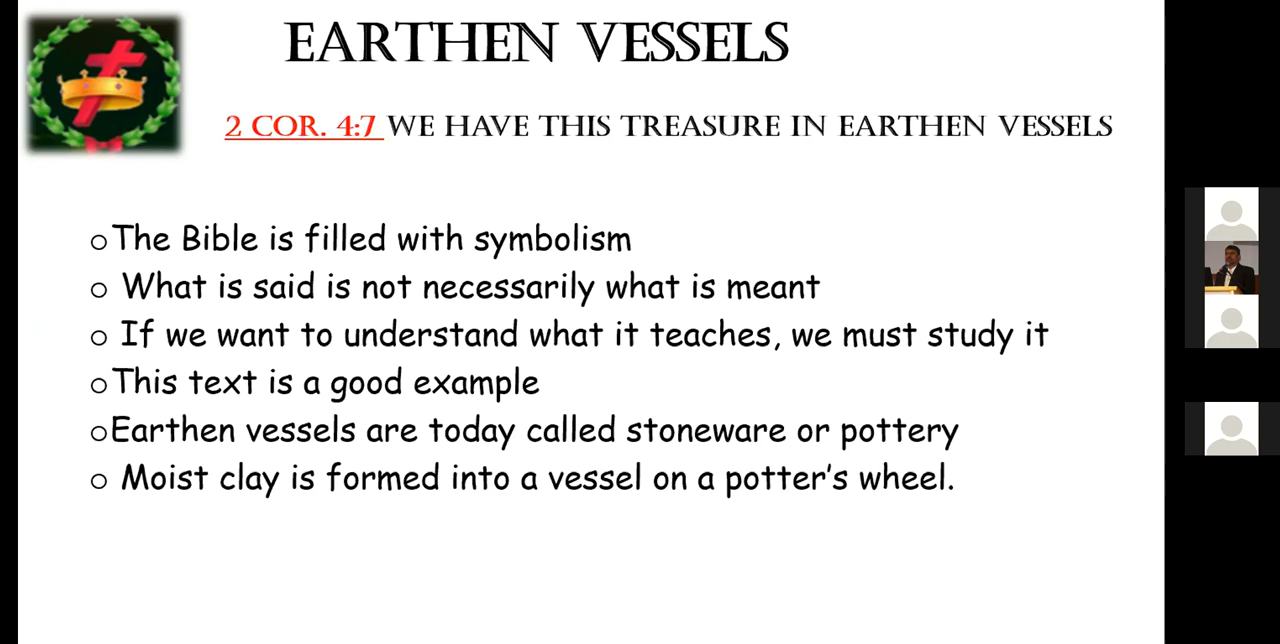 EARTHEN VESSELS
2 COR. 4:7 WE HAVE THIS TREASURE IN EARTHEN VESSELS
o The Bible is filled with symbolism
o What is said is not necessarily what is meant
o If we want to understand what it teaches, we must study it
o This text is a good example
o Earthen vessels are today called stoneware or pottery
o Moist clay is formed into a vessel on a potter’s wheel.